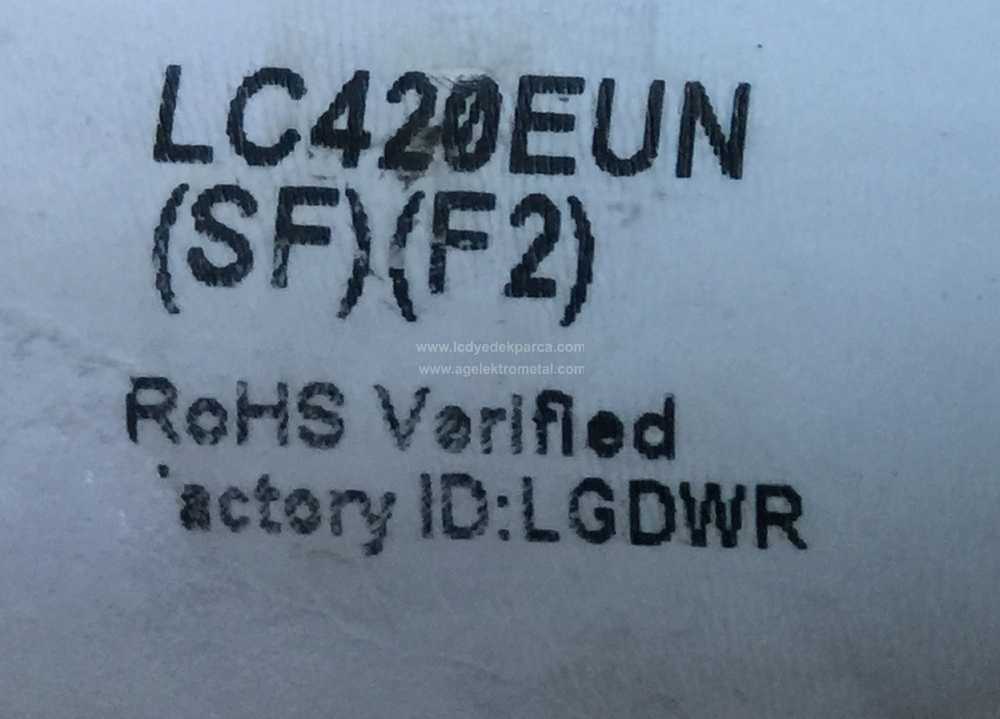 LC420EUN
(SF)(F2)
www.lcdyedekparca.com
www.agelektrometal.com
RoHS Verified
actory ID:LGDWR